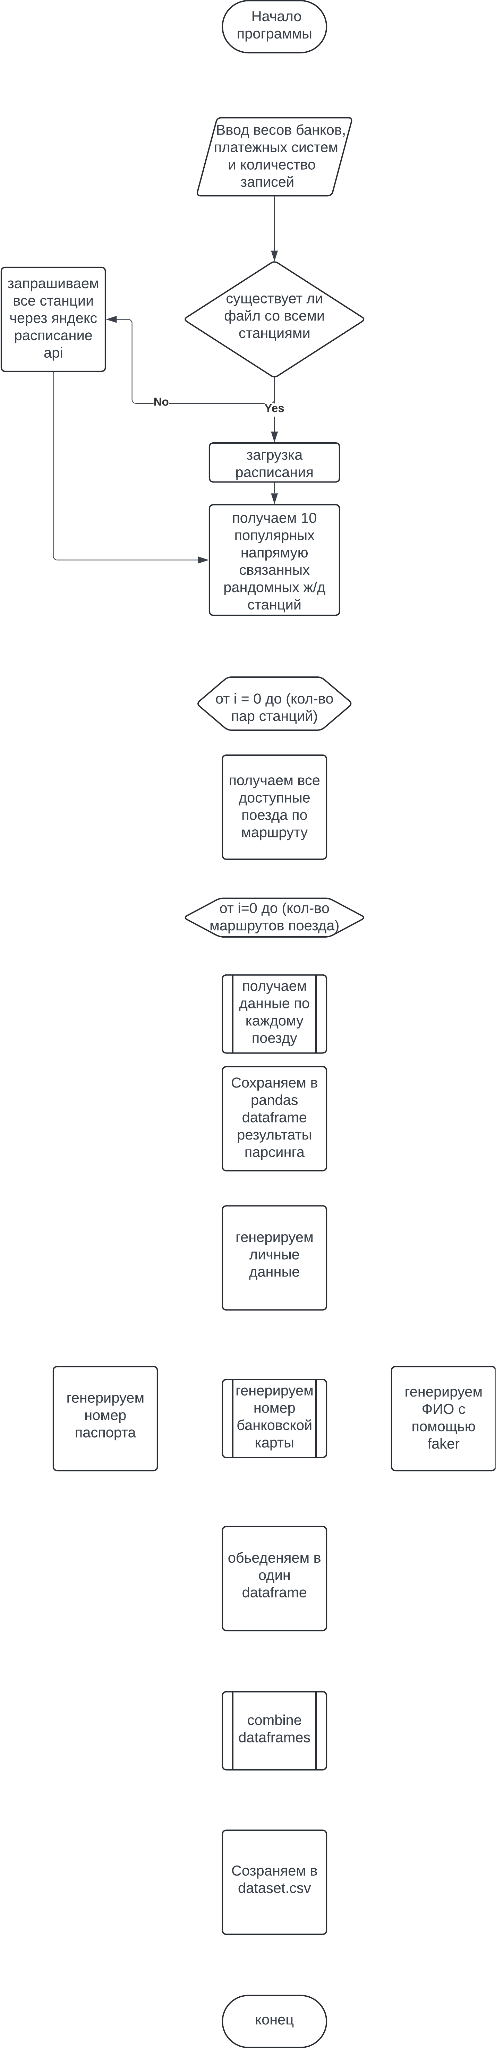 Начало
программы
Ввод весов банков,
платежных систем
и количество
записей
запрашиваем
все станции
через яндекс
расписание
api
существует ли
файл со всеми
станциями
No
Yes
загрузка
расписания
получаем 10
популярных
напрямую
связанных
рандомных ж/д
станций
от i = 0 до (кол-во
пар станций)
получаем все
доступные
поезда по
маршруту
от i=0 до (кол-во
маршрутов поезда)
получаем
данные по
каждому
поезду
Сохраняем в
pandas
dataframe
результаты
парсинга
генерируем
личные
данные
генерируем
номер
паспорта
генерируем
номер
банковской
карты
генерируем
ФИО с
помощью
faker
обьеденяем в
один
dataframe
combine
dataframes
Созраняем в
dataset.csv
конец